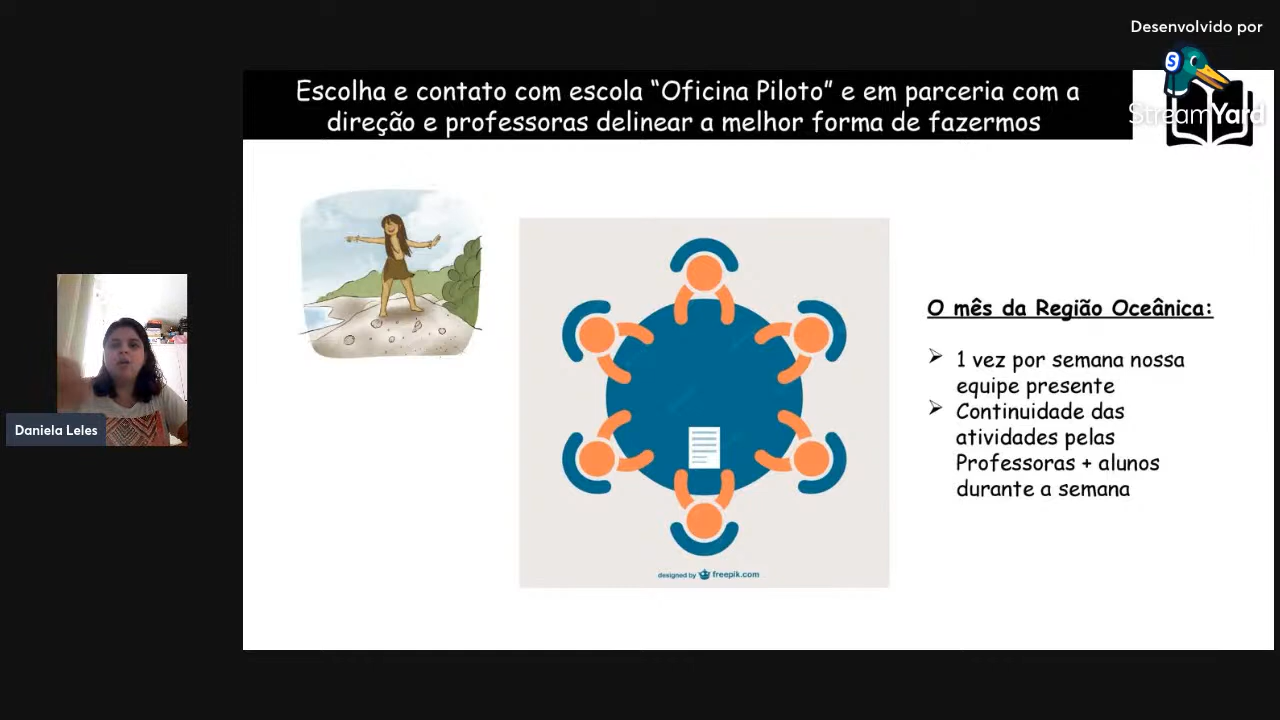 Desenvolvido por
StreamYard
S
Escolha e contato com escola “Oficina Piloto” e em parceria com a
direção e professoras delinear a melhor forma de fazermos
Daniela Leles
designed by freepik.com
O mês da Região Oceânica:
➢ 1 vez por semana nossa
equipe presente
➢ Continuidade das
atividades pelas
Professoras + alunos
durante a semana